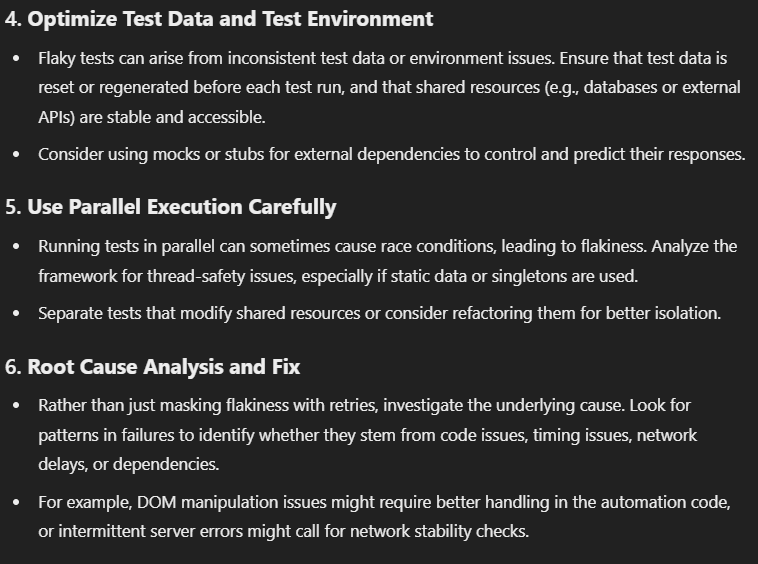 4. Optimize Test Data and Test Environment
• Flaky tests can arise from inconsistent test data or environment issues. Ensure that test data is
reset or regenerated before each test run, and that shared resources (e.g., databases or external
APIs) are stable and accessible.
• Consider using mocks or stubs for external dependencies to control and predict their responses.
5. Use Parallel Execution Carefully
• Running tests in parallel can sometimes cause race conditions, leading to flakiness. Analyze the
framework for thread-safety issues, especially if static data or singletons are used.
• Separate tests that modify shared resources or consider refactoring them for better isolation.
6. Root Cause Analysis and Fix
• Rather than just masking flakiness with retries, investigate the underlying cause. Look for
patterns in failures to identify whether they stem from code issues, timing issues, network
delays, or dependencies.
• For example, DOM manipulation issues might require better handling in the automation code,
or intermittent server errors might call for network stability checks.